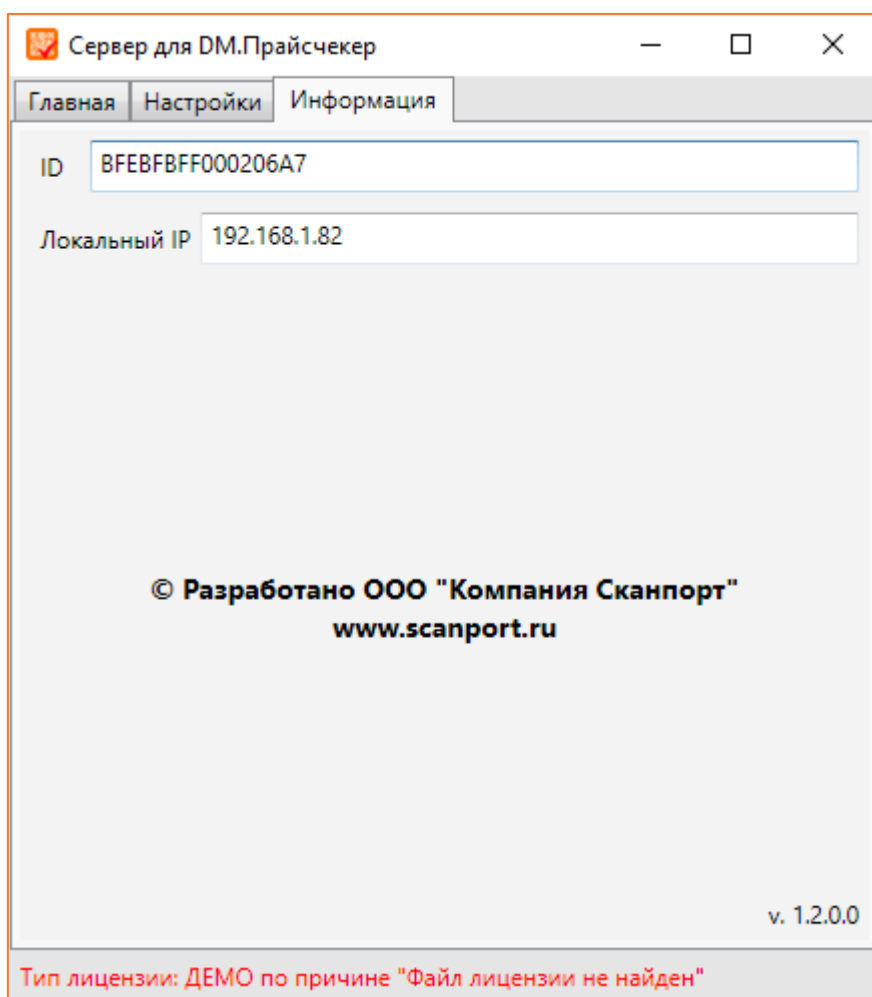 Сервер для DM.Прайсчекер
Главная Настройки Информация
ID BFEBFBFF000206A7
Локальный IP 192.168.1.82
© Разработано ООО "Компания Сканпорт"
www.scanport.ru
v. 1.2.0.0
Тип лицензии: ДЕМО по причине "Файл лицензии не найден"